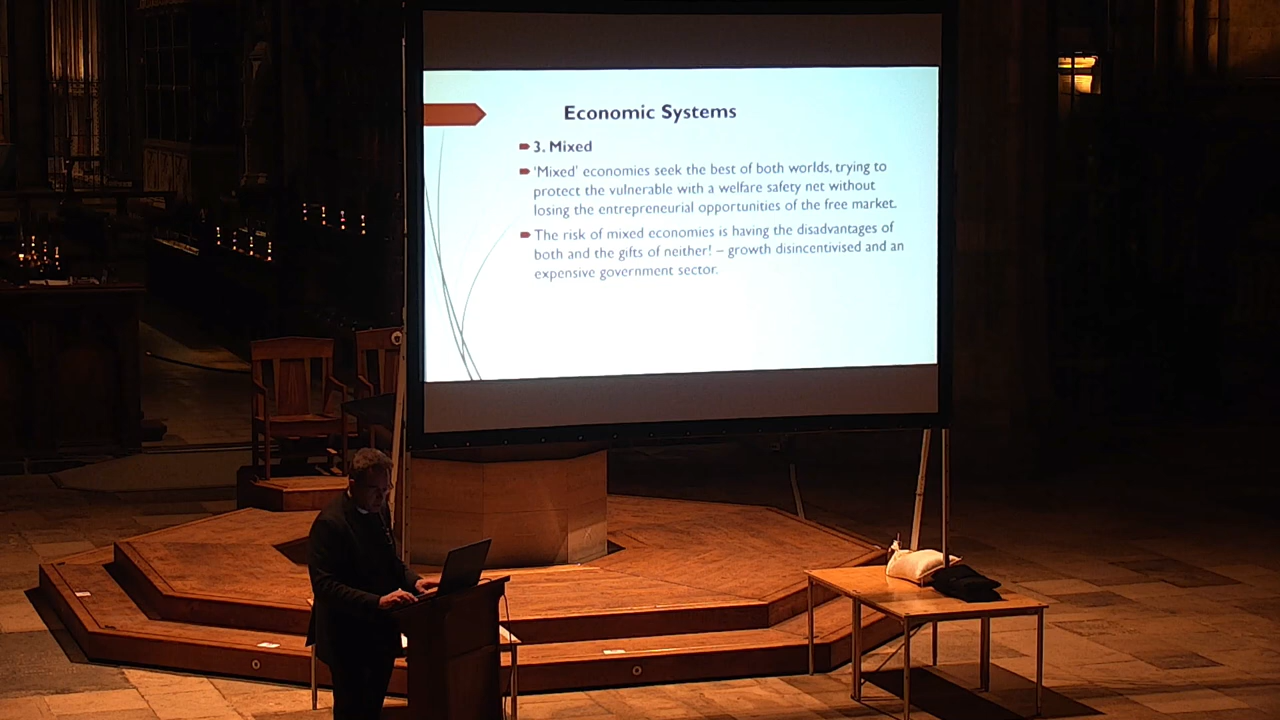 Economic Systems
3. Mixed
'Mixed' economies seek the best of both worlds, trying to
protect the vulnerable with a welfare safety net without
losing the entrepreneurial opportunities of the free market.
The risk of mixed economies is having the disadvantages of
both and the gifts of neither! – growth disincentivised and an
expensive government sector.